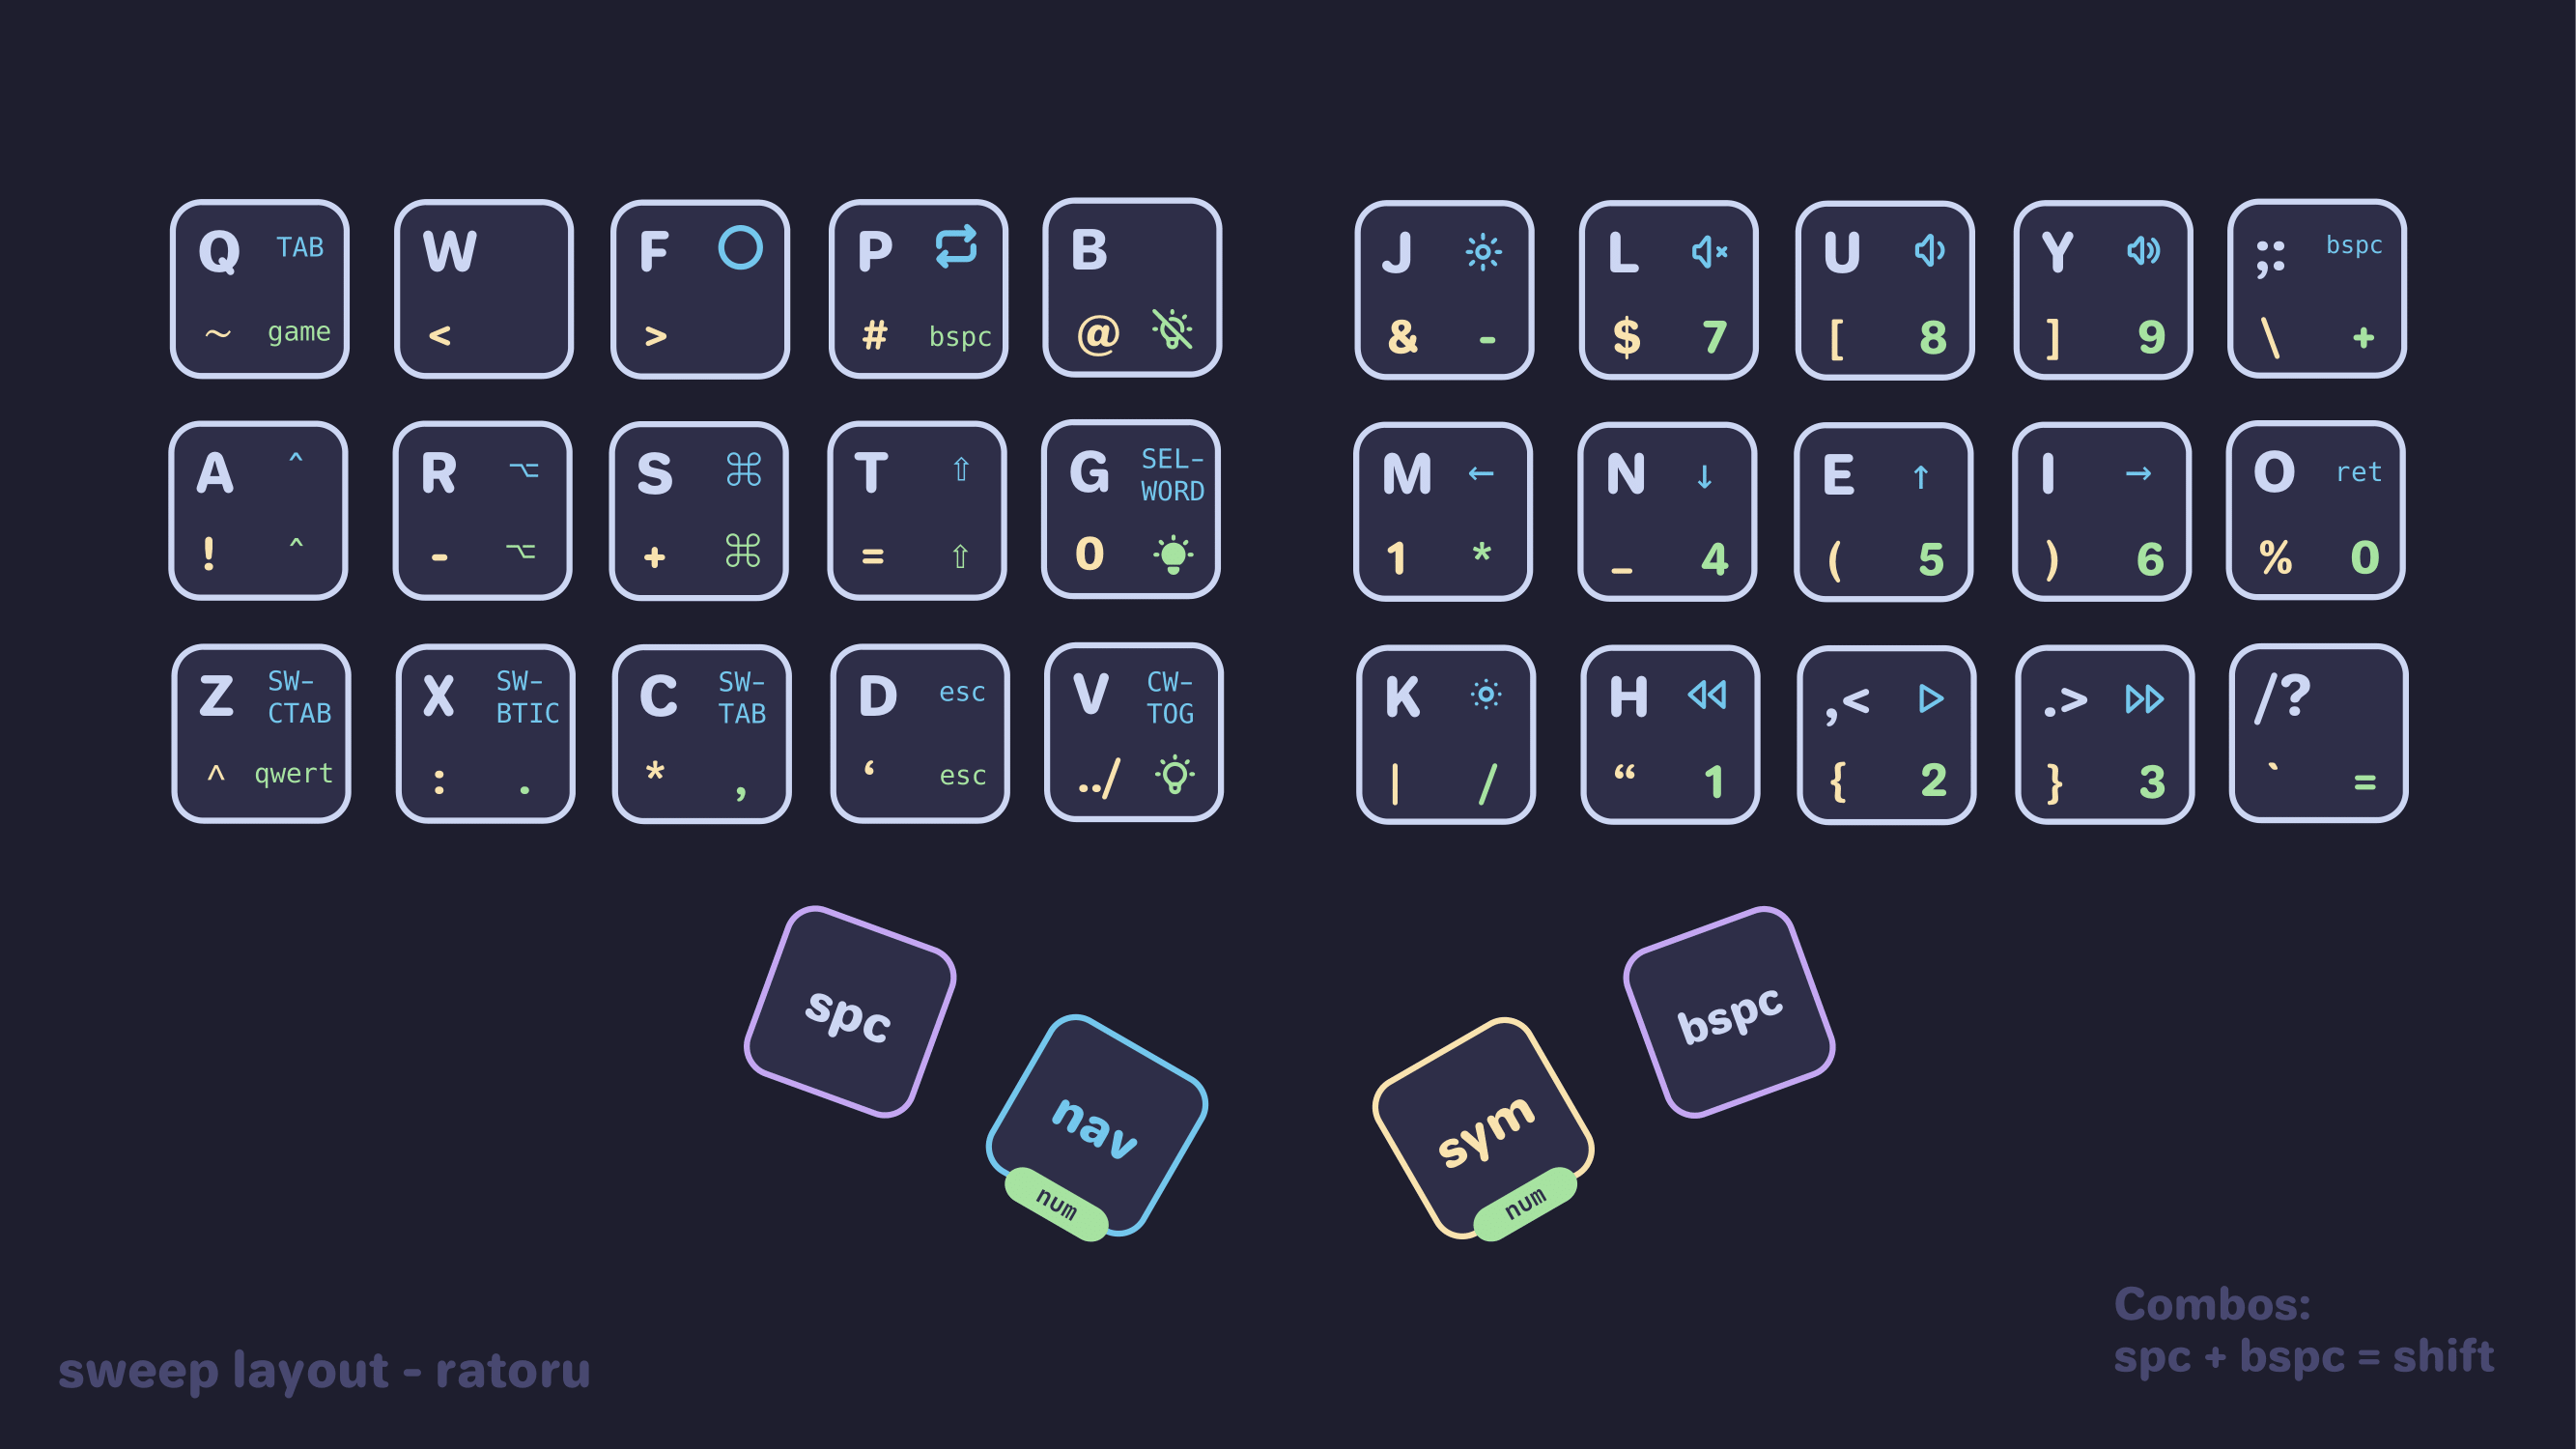 Q TAB W F P B J L U Y ;: bspc
~ game < > # bspc @ & - $ 7 [ 8 ] 9 \ +
A ^ R ⌥ S ⌘ T ⇧ G SEL-
WORD M ← N ↓ E ↑ I → O ret
! ^ - ⌥ + ⌘ = ⇧ 0 1 * _ 4 ( 5 ) 6 % 0
Z SW- X SW- C SW- D esc V CW- K H ,< .> /?
CTAB BTIC TAB TOG
^ qwert : . * , ‘ esc ../ | / “ 1 { 2 } 3 ` =
spc bspc
nav sym
num num
Combos:
spc + bspc = shift
sweep layout - ratoru